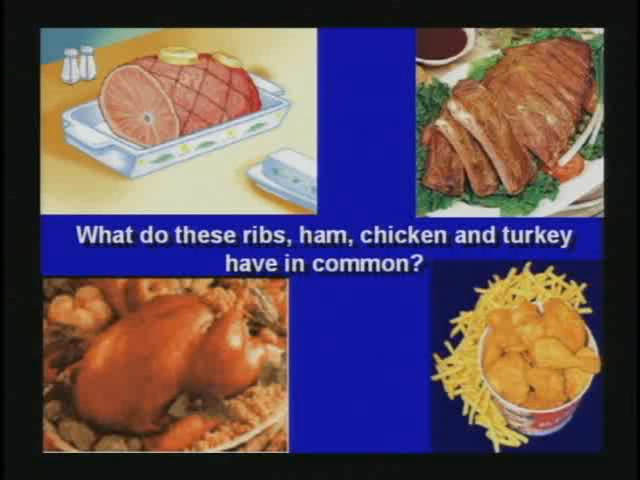 What do these ribs, ham, chicken and turkey
have in common?